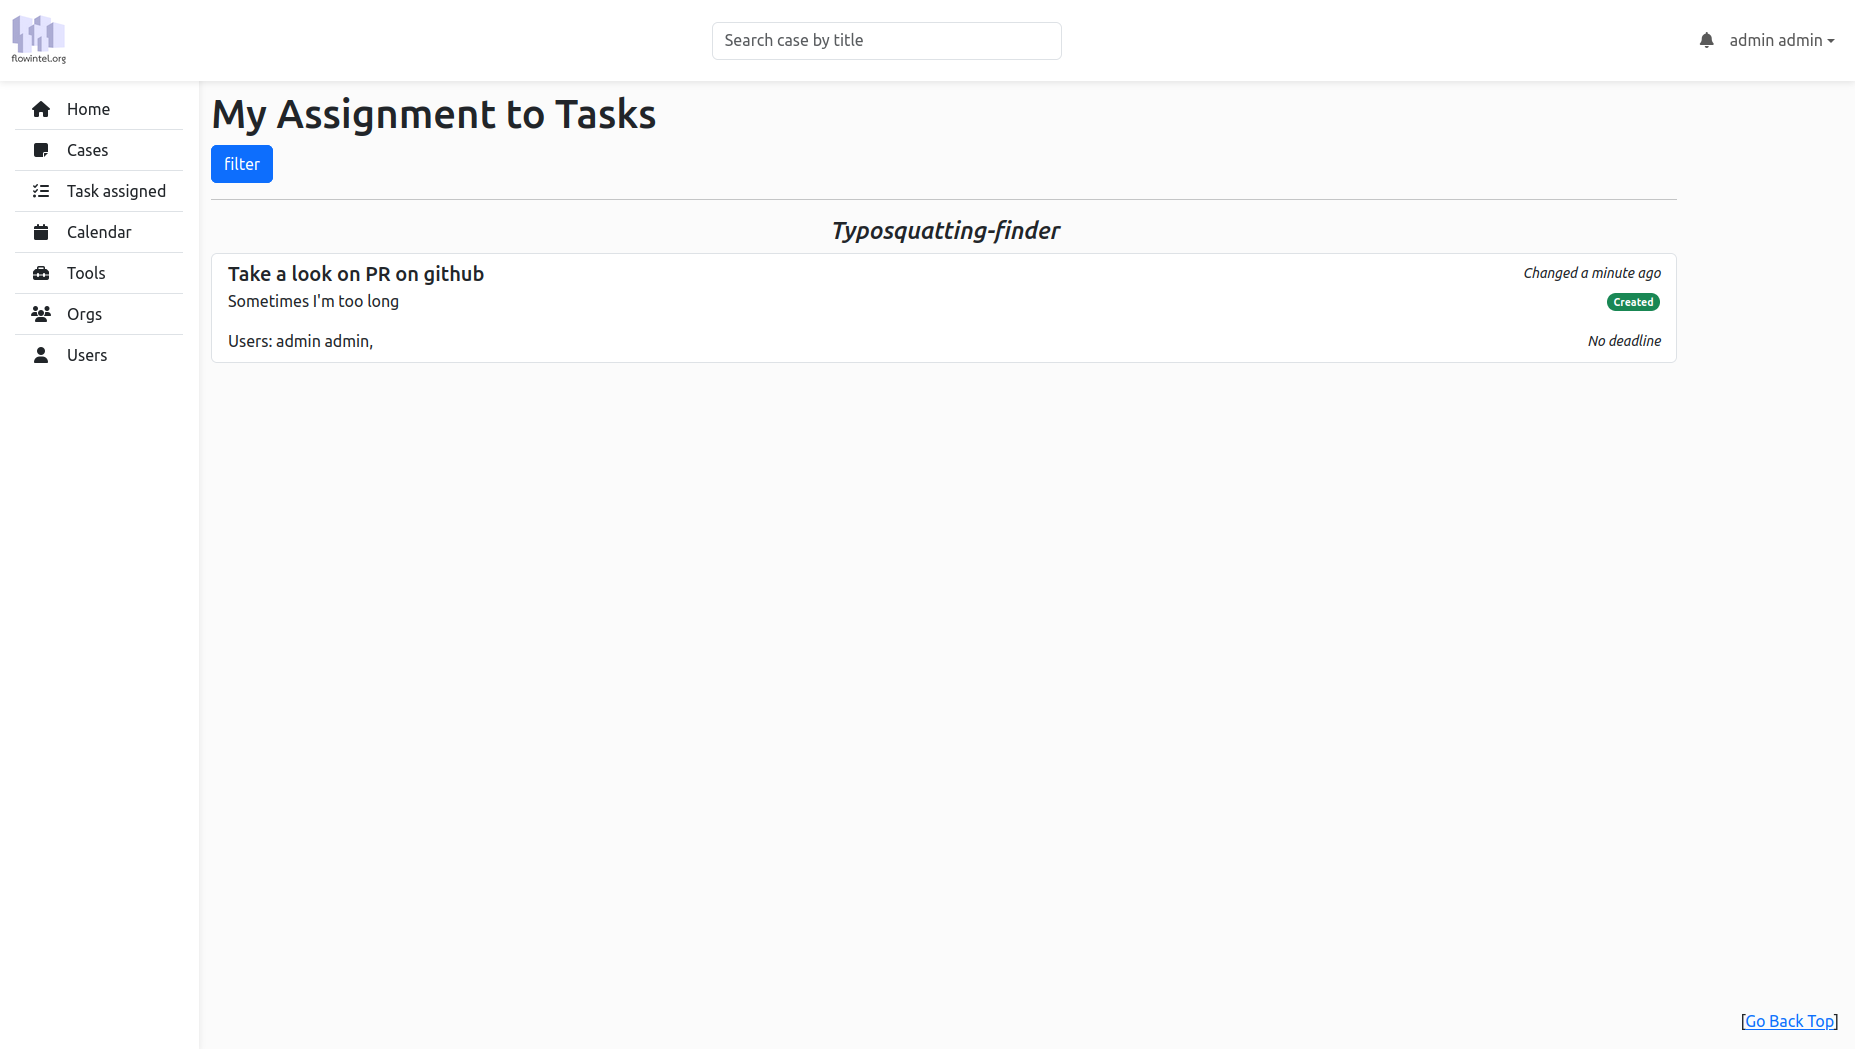 flowintel.org
Search case by title
admin admin
Home
Cases
Task assigned
Calendar
Tools
Orgs
Users
My Assignment to Tasks
filter
Typosquatting-finder
Take a look on PR on github
Changed a minute ago
Sometimes I'm too long
Created
Users: admin admin,
No deadline
[Go Back Top]